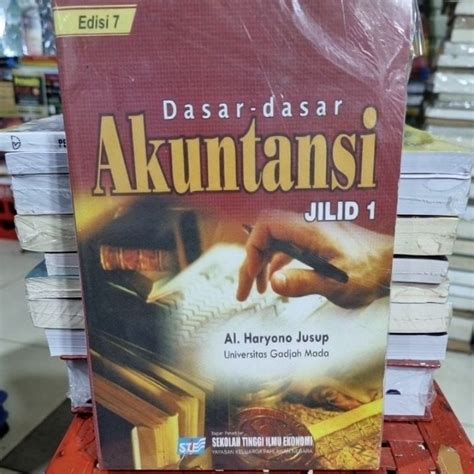 Edisi 7
Dasar-dasar
Akuntansi
JILID 1
Al. Haryono Jusup
Universitas Gadjah Mada
SEKOLAH TINGGI ILMU EKONOMI